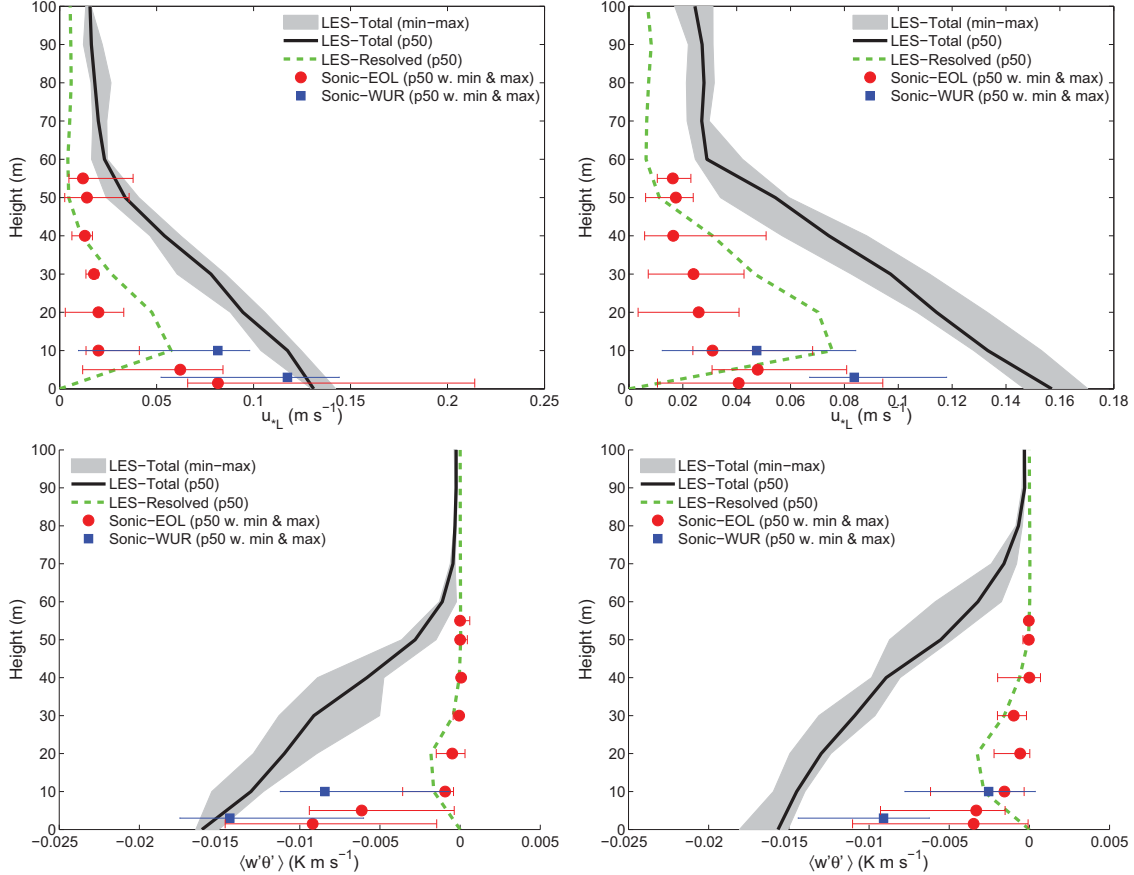 100
90
80
70
60
50
40
30
20
10
0
Height (m)
LES−Total (min−max)
LES−Total (p50)
LES−Resolved (p50)
Sonic−EOL (p50 w. min & max)
Sonic−WUR (p50 w. min & max)
0 0.05 0.1 0.15 0.2 0.25
u*L (m s−1)
100
90
80
70
60
50
40
30
20
10
0
Height (m)
LES−Total (min−max)
LES−Total (p50)
LES−Resolved (p50)
Sonic−EOL (p50 w. min & max)
Sonic−WUR (p50 w. min & max)
0 0.02 0.04 0.06 0.08 0.1 0.12 0.14 0.16 0.18
u*L (m s−1)
100
90
80
70
60
50
40
30
20
10
0
Height (m)
LES−Total (min−max)
LES−Total (p50)
LES−Resolved (p50)
Sonic−EOL (p50 w. min & max)
Sonic−WUR (p50 w. min & max)
−0.025 −0.02 −0.015 −0.01 −0.005 0 0.005
⟨w'θ'⟩ (K m s−1)
100
90
80
70
60
50
40
30
20
10
0
Height (m)
LES−Total (min−max)
LES−Total (p50)
LES−Resolved (p50)
Sonic−EOL (p50 w. min & max)
Sonic−WUR (p50 w. min & max)
−0.025 −0.02 −0.015 −0.01 −0.005 0 0.005
⟨w'θ'⟩ (K m s−1)